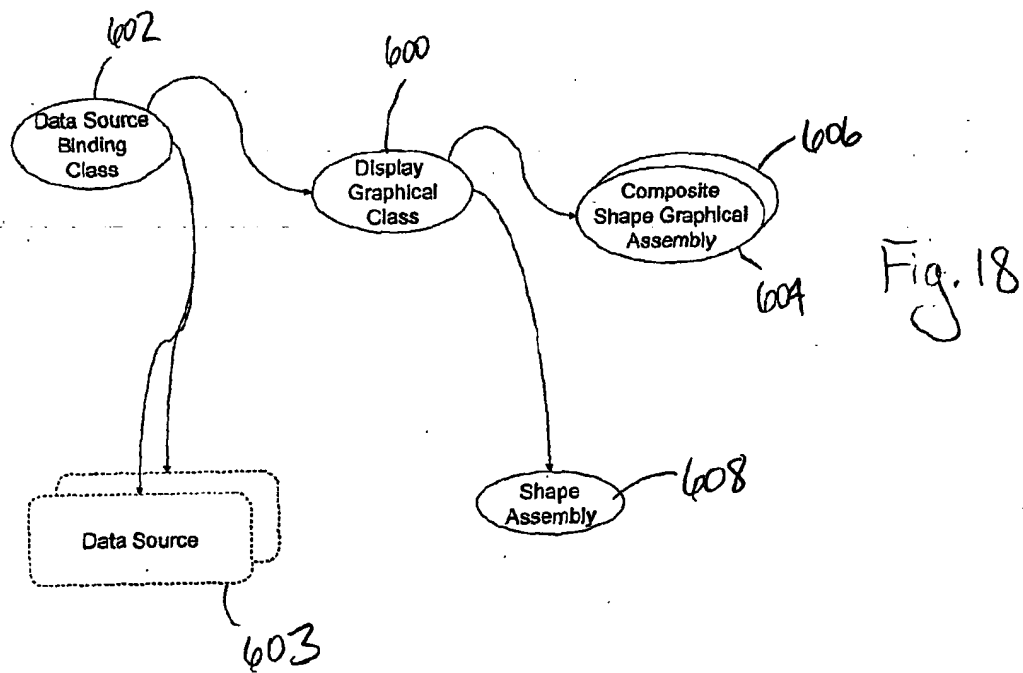 602
600
Data Source
Binding
Class
Display
Graphical
Class
606
Composite
Shape Graphical
Assembly
604
Fig. 18
608
Shape
Assembly
Data Source
603